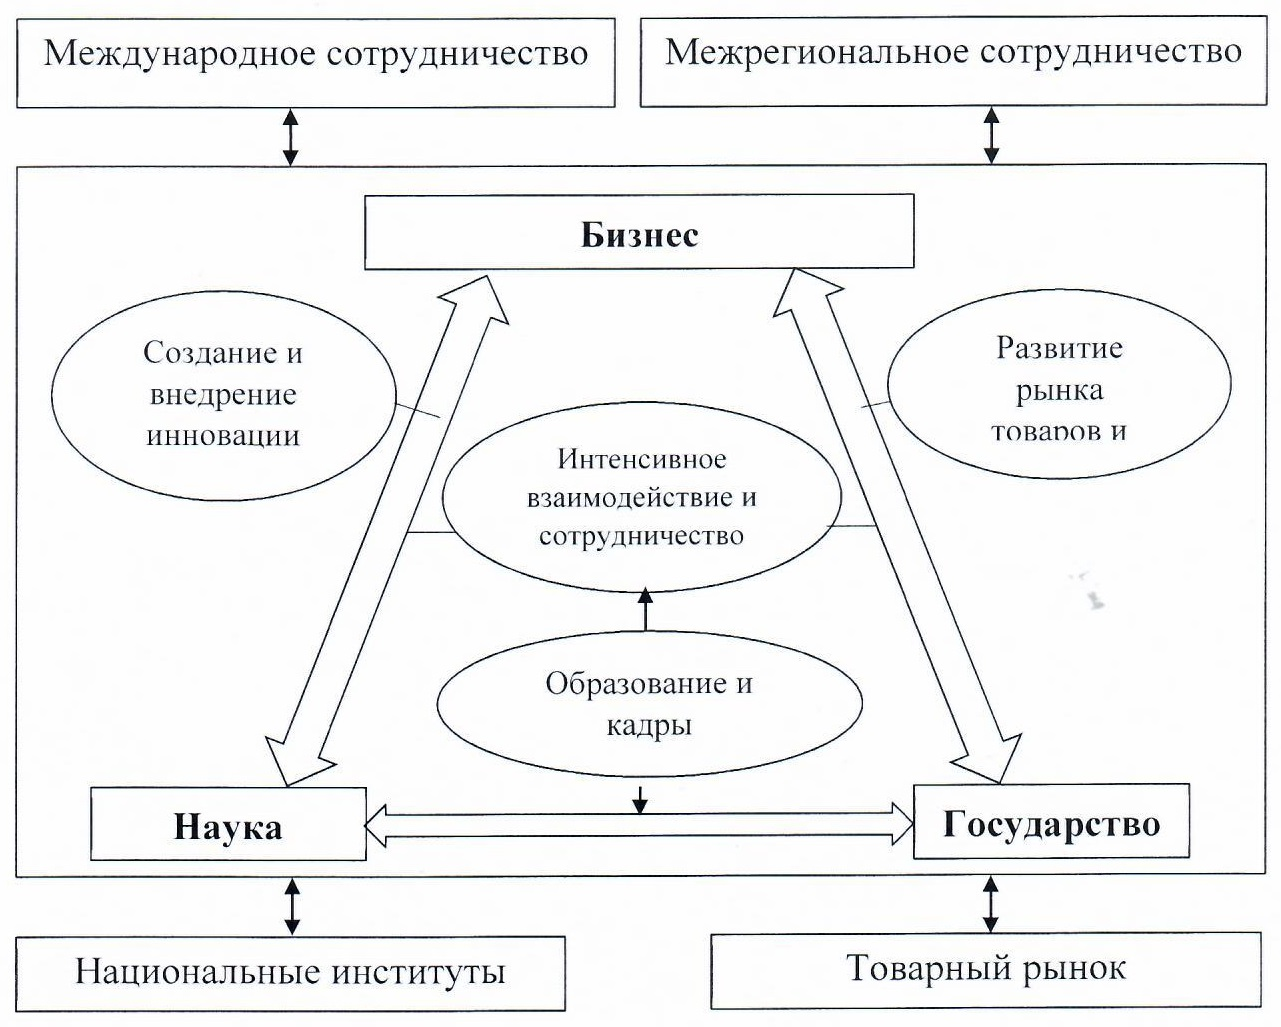 Международное сотрудничество
Межрегиональное сотрудничество
Бизнес
Создание и
внедрение
инновации
Развитие
рынка
товаров и
Интенсивное
взаимодействие и
сотрудничество
Образование и
кадры
Наука
Государство
Национальные институты
Товарный рынок